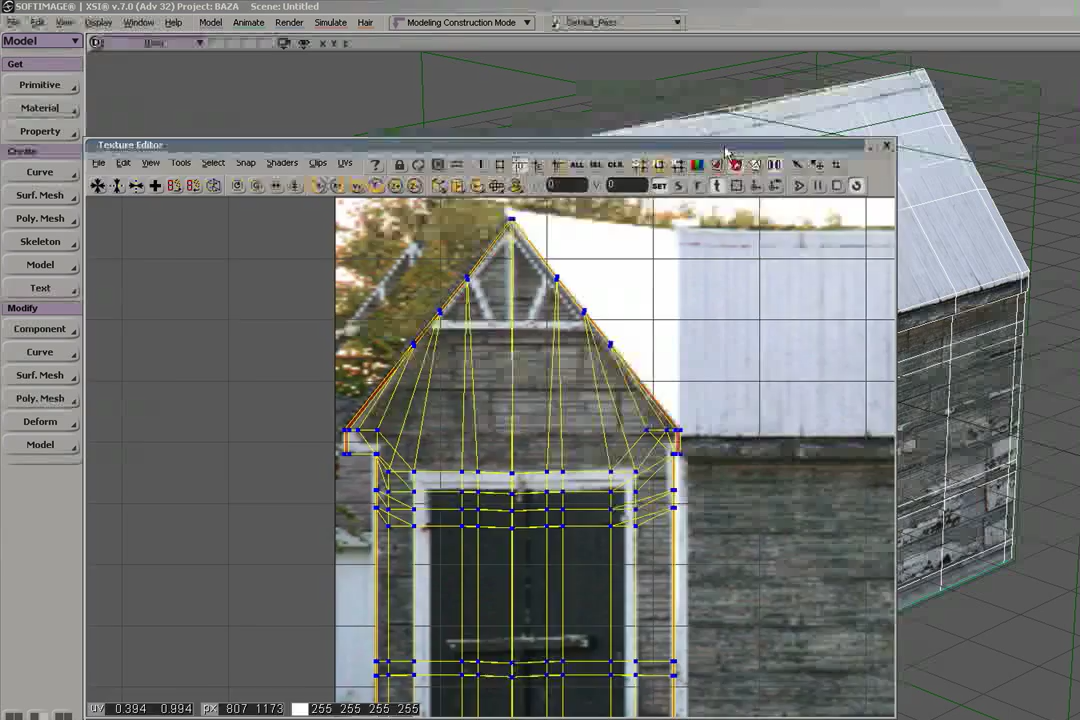 SOFTIMAGE® | XSI® v.7.0 (Adv 32) Project: BAZA Scene: Untitled
File Edit View Display Window Help Model Animate Render Simulate Hair Modeling Construction Mode Default_Pass
Model
Get
Primitive
Material
Property
Create
Curve
Surf. Mesh
Poly. Mesh
Skeleton
Model
Text
Modify
Component
Curve
Surf. Mesh
Poly. Mesh
Deform
Model
X Y
Texture Editor
File Edit View Tools Select Snap Shaders Clips UVs ? ALL CLR
0 V: 0 SET
uv 0.394 0.994 px 807 1173 255 255 255 255